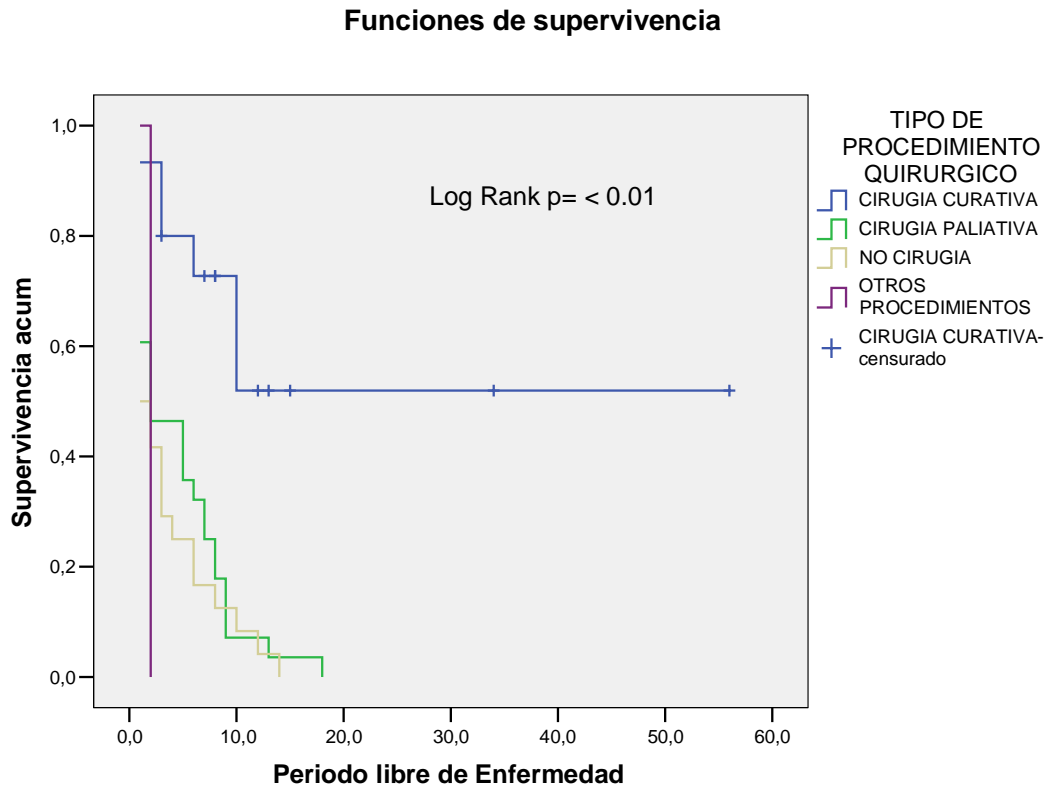 Funciones de supervivencia
Supervivencia acum
1,0
0,8
0,6
0,4
0,2
0,0
Log Rank p= < 0.01
0,0
10,0
20,0
30,0
40,0
50,0
60,0
Periodo libre de Enfermedad
TIPO DE
PROCEDIMIENTO
QUIRURGICO
CIRUGIA CURATIVA
CIRUGIA PALIATIVA
NO CIRUGIA
OTROS
PROCEDIMIENTOS
CIRUGIA CURATIVA-
censurado